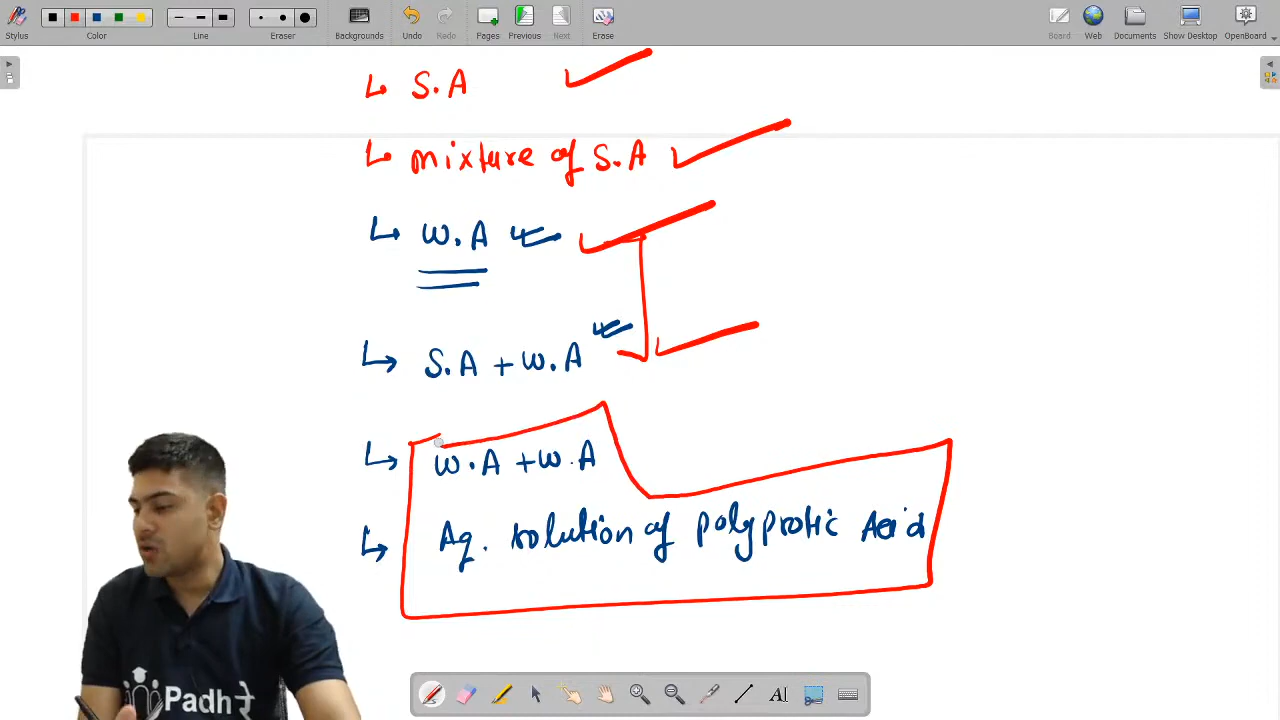 Stylus Color Line Eraser Backgrounds Undo Redo Pages Previous Next Erase Board Web Documents Show Desktop OpenBoard
S.A
mixture of S.A
W.A
S.A + W.A
W.A + W.A
Aq. solution of polyprotic Acid
Padh रे